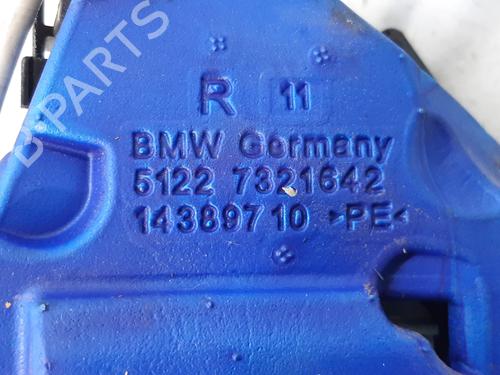 R 11
BMW Germany
5122 7321642
14389710 >PE<
B-PARTS